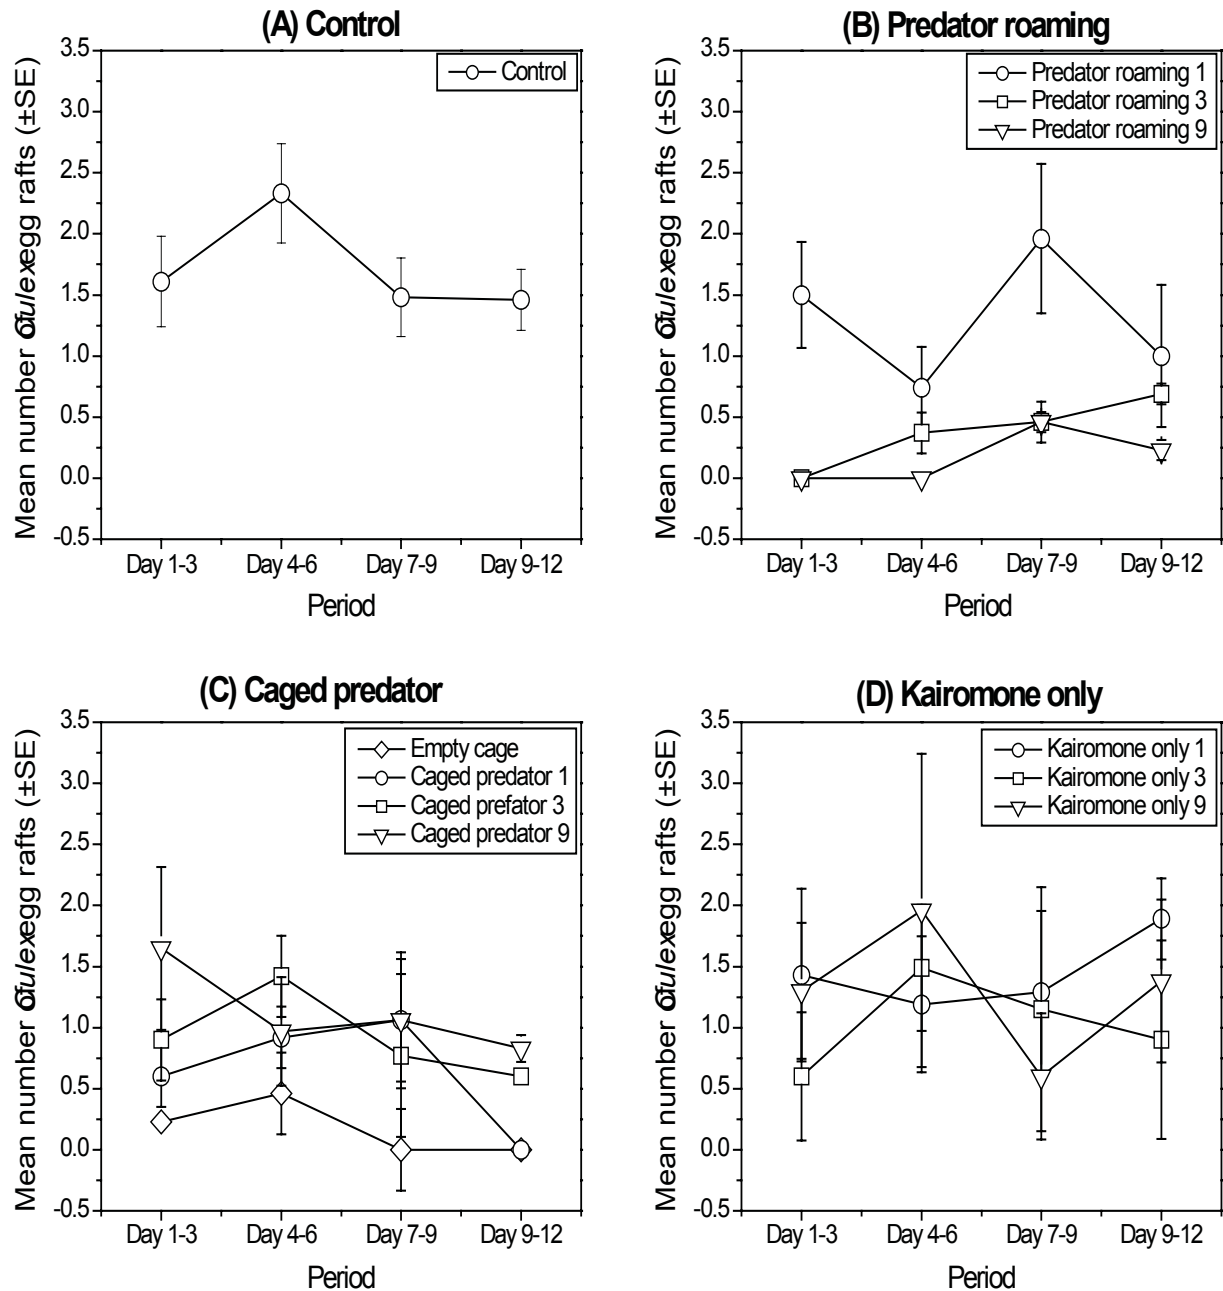 (A) Control
3.5
3.0
2.5
2.0
1.5
1.0
0.5
0.0
-0.5
Mean number of Culex egg rafts (±SE)
Control
Day 1-3 Day 4-6 Day 7-9 Day 9-12
Period
(B) Predator roaming
3.5
3.0
2.5
2.0
1.5
1.0
0.5
0.0
-0.5
Mean number of Culex egg rafts (±SE)
Predator roaming 1
Predator roaming 3
Predator roaming 9
Day 1-3 Day 4-6 Day 7-9 Day 9-12
Period
(C) Caged predator
3.5
3.0
2.5
2.0
1.5
1.0
0.5
0.0
-0.5
Mean number of Culex egg rafts (±SE)
Empty cage
Caged predator 1
Caged prefator 3
Caged predator 9
Day 1-3 Day 4-6 Day 7-9 Day 9-12
Period
(D) Kairomone only
3.5
3.0
2.5
2.0
1.5
1.0
0.5
0.0
-0.5
Mean number of Culex egg rafts (±SE)
Kairomone only 1
Kairomone only 3
Kairomone only 9
Day 1-3 Day 4-6 Day 7-9 Day 9-12
Period